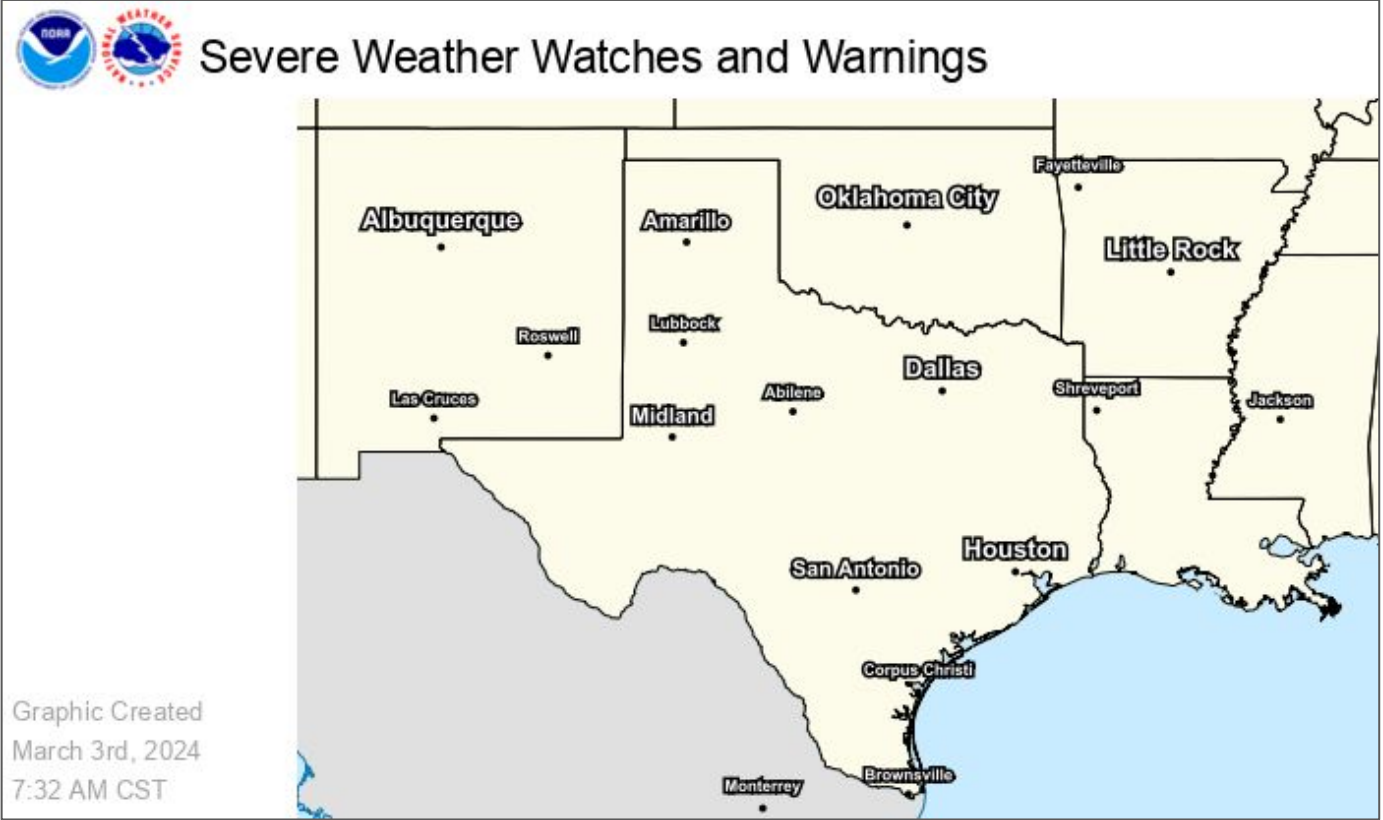 NOAA
NATIONAL WEATHER SERVICE
Severe Weather Watches and Warnings
Fayetteville
Oklahoma City
Albuquerque
Amarillo
Little Rock
Lubbock
Roswell
Dallas
Shreveport
Abilene
Las Cruces
Jackson
Midland
Houston
San Antonio
Corpus Christi
Graphic Created
March 3rd, 2024
7:32 AM CST
Brownsville
Monterrey